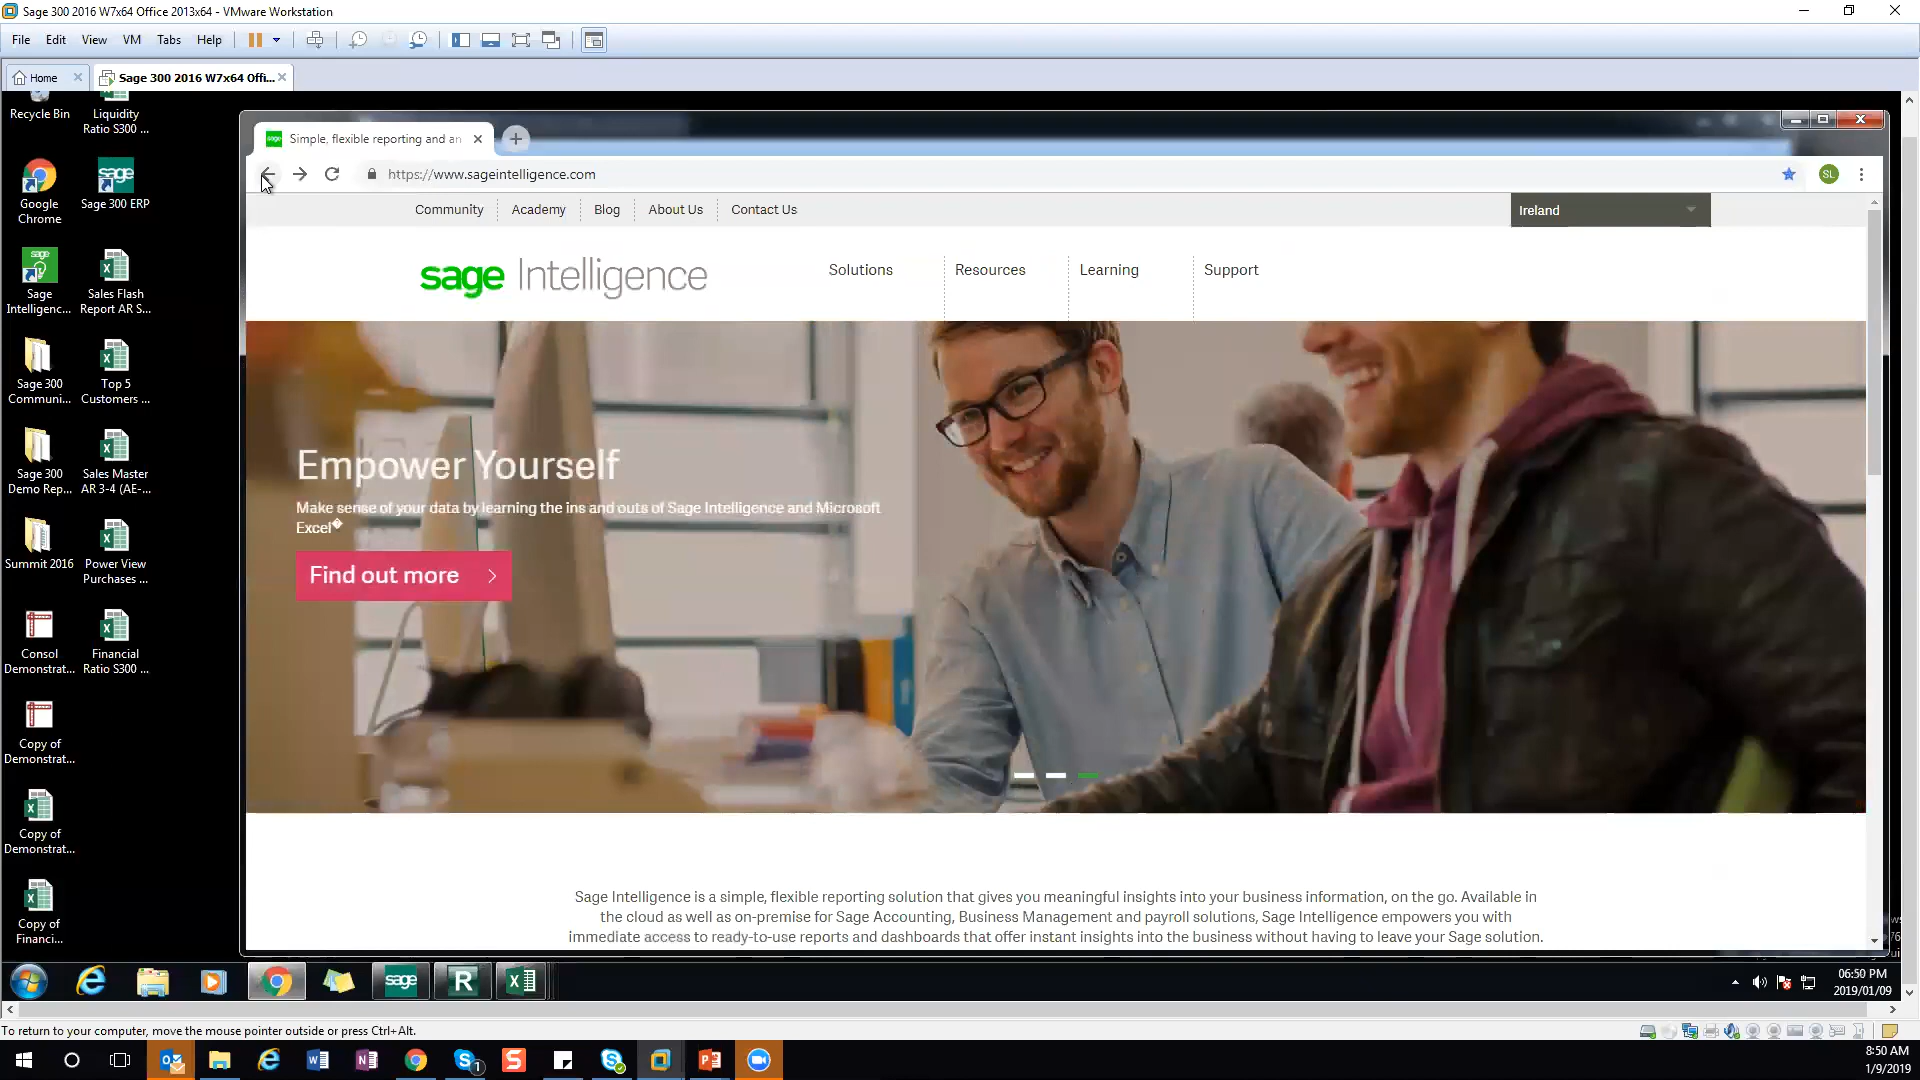 Sage 300 2016 W7x64 Office 2013x64 - VMware Workstation
File Edit View VM Tabs Help
Home
Sage 300 2016 W7x64 Offi...
Recycle Bin
Liquidity
Ratio S300 ...
Google
Chrome
sage
Sage 300 ERP
sage
Sage
Intelligenc...
Sales Flash
Report AR S...
Sage 300
Communi...
Top 5
Customers ...
Sage 300
Demo Rep...
Sales Master
AR 3-4 (AE-...
Summit 2016
Power View
Purchases ...
Consol
Demonstrat...
Financial
Ratio S300 ...
Copy of
Demonstrat...
Copy of
Demonstrat...
Copy of
Financi...
Simple, flexible reporting and an
https://www.sageintelligence.com
SL
Community Academy Blog About Us Contact Us
Ireland
sage Intelligence
Solutions Resources Learning Support
Empower Yourself
Make sense of your data by learning the ins and outs of Sage Intelligence and Microsoft
Excel�
Find out more
Sage Intelligence is a simple, flexible reporting solution that gives you meaningful insights into your business information, on the go. Available in
the cloud as well as on-premise for Sage Accounting, Business Management and payroll solutions, Sage Intelligence empowers you with
immediate access to ready-to-use reports and dashboards that offer instant insights into the business without having to leave your Sage solution.
sage
R
06:50 PM
2019/01/09
To return to your computer, move the mouse pointer outside or press Ctrl+Alt.
8:50 AM
1/9/2019